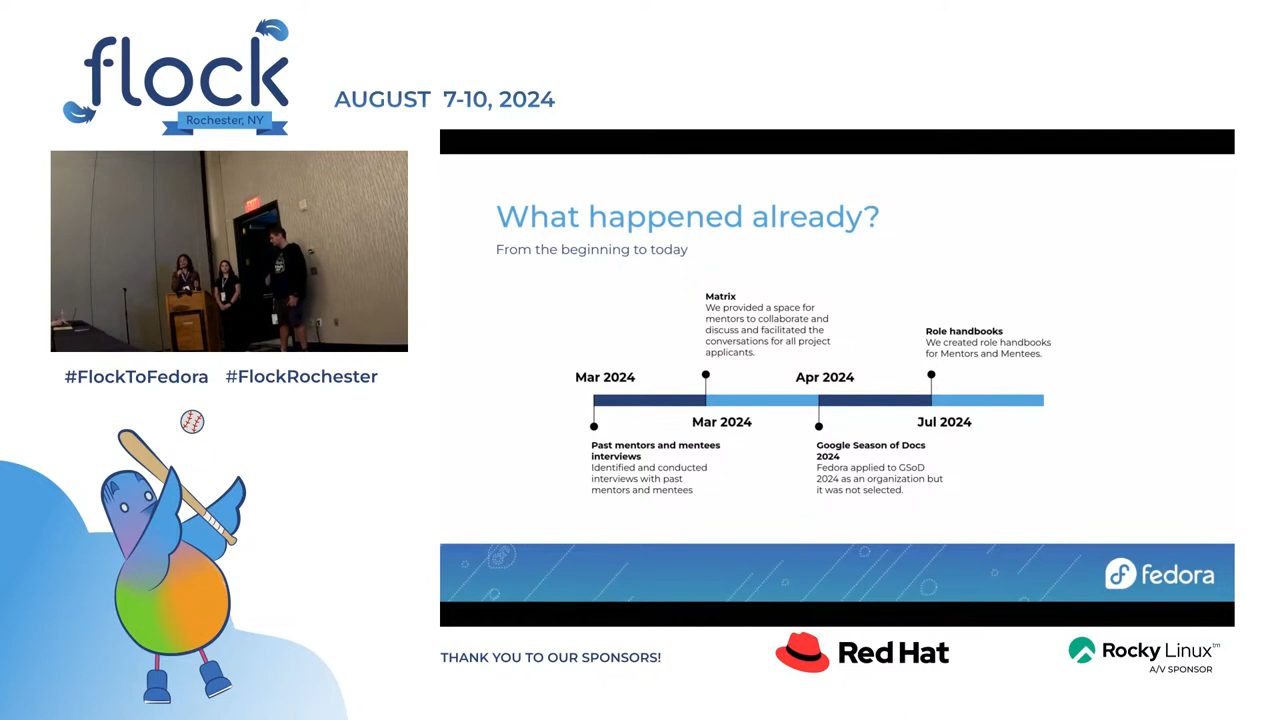 flock
Rochester, NY
AUGUST 7-10, 2024
#FlockToFedora #FlockRochester
What happened already?
From the beginning to today
Matrix
We provided a space for
mentors to collaborate and
discuss and facilitated the
conversations for all project
applicants.
Role handbooks
We created role handbooks
for Mentors and Mentees.
Mar 2024
Apr 2024
Mar 2024
Jul 2024
Past mentors and mentees
interviews
Identified and conducted
interviews with past
mentors and mentees
Google Season of Docs
2024
Fedora applied to GSoD
2024 as an organization but
it was not selected.
fedora
THANK YOU TO OUR SPONSORS!
Red Hat
Rocky Linux™
A/V SPONSOR